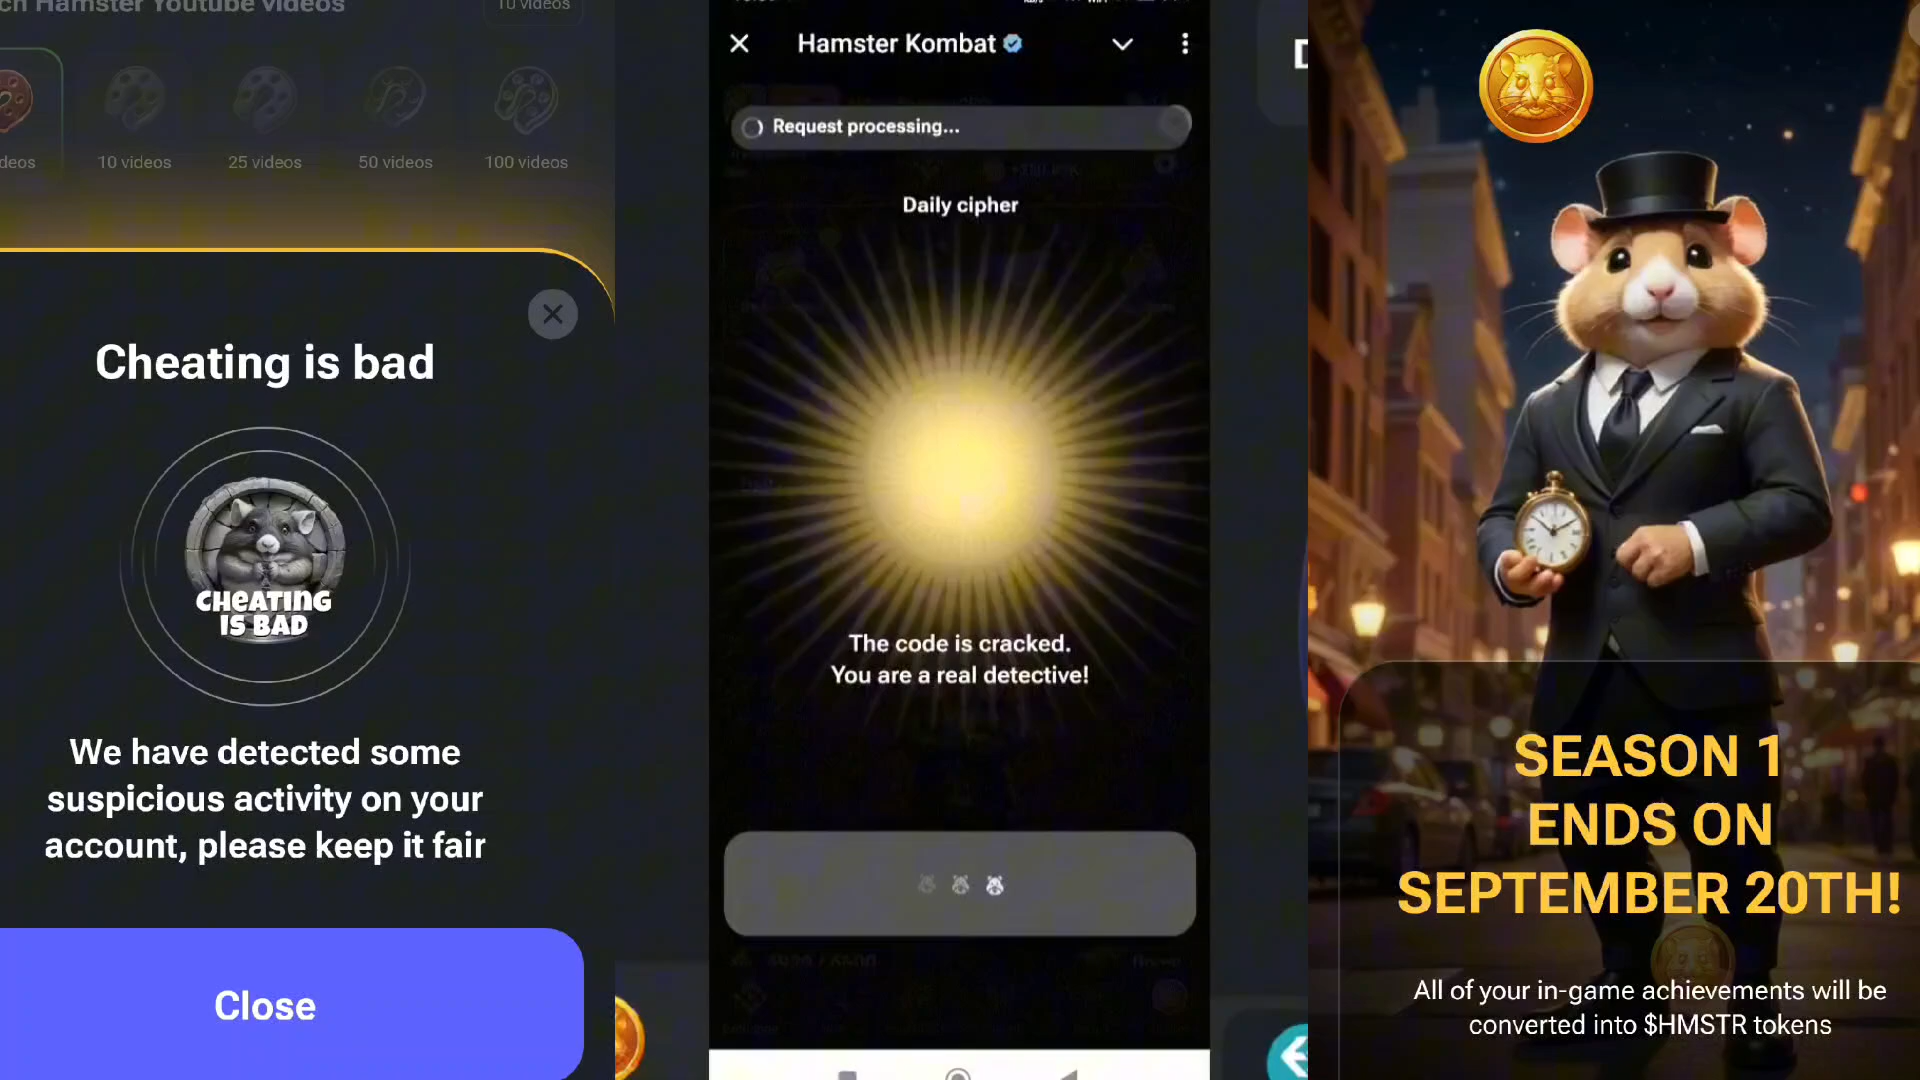 ch Hamster Youtube videos
10 videos
deos
10 videos
25 videos
50 videos
100 videos
Cheating is bad
CHEATING
IS BAD
We have detected some
suspicious activity on your
account, please keep it fair
Close
Hamster Kombat
Request processing...
Daily cipher
The code is cracked.
You are a real detective!
SEASON 1
ENDS ON
SEPTEMBER 20TH!
All of your in-game achievements will be
converted into $HMSTR tokens